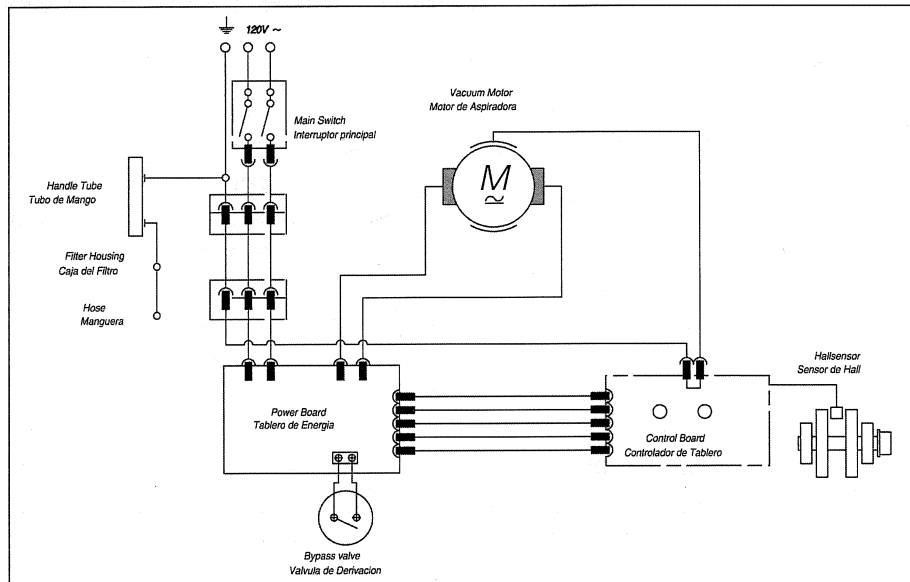 120V ~
Main Switch
Interruptor principal
Vacuum Motor
Motor de Aspiradora
M
Handle Tube
Tubo de Mango
Filter Housing
Caja del Filtro
Hose
Manguera
Hallsensor
Sensor de Hall
Power Board
Tablero de Energia
Control Board
Controlador de Tablero
Bypass valve
Valvula de Derivacion